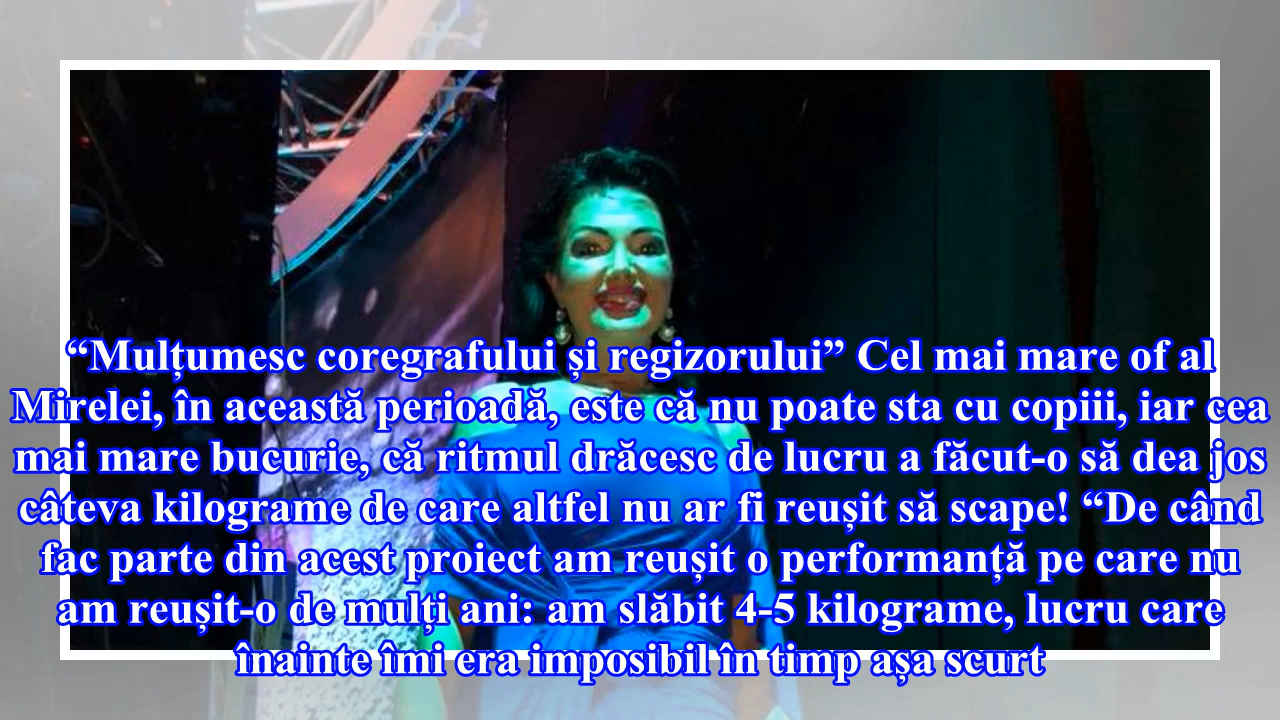 “Mulțumesc coregrafului și regizorului” Cel mai mare of al
Mirelei, în această perioadă, este că nu poate sta cu copiii, iar cea
mai mare bucurie, că ritmul drăcesc de lucru a făcut-o să dea jos
câteva kilograme de care altfel nu ar fi reușit să scape! “De când
fac parte din acest proiect am reușit o performanță pe care nu
am reușit-o de mulți ani: am slăbit 4-5 kilograme, lucru care
înainte îmi era imposibil în timp așa scurt